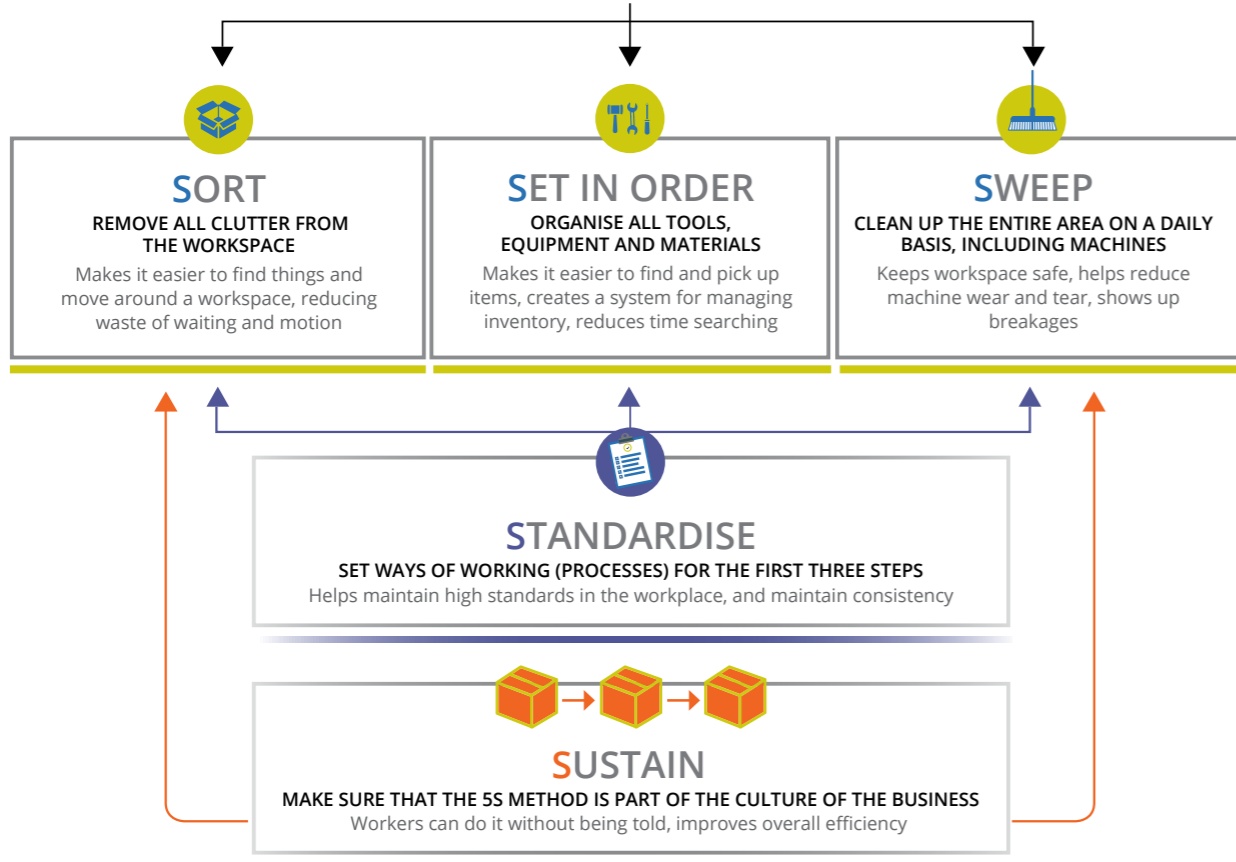 SORT
REMOVE ALL CLUTTER FROM
THE WORKSPACE
Makes it easier to find things and
move around a workspace, reducing
waste of waiting and motion
SET IN ORDER
ORGANISE ALL TOOLS,
EQUIPMENT AND MATERIALS
Makes it easier to find and pick up
items, creates a system for managing
inventory, reduces time searching
SWEEP
CLEAN UP THE ENTIRE AREA ON A DAILY
BASIS, INCLUDING MACHINES
Keeps workspace safe, helps reduce
machine wear and tear, shows up
breakages
STANDARDISE
SET WAYS OF WORKING (PROCESSES) FOR THE FIRST THREE STEPS
Helps maintain high standards in the workplace, and maintain consistency
SUSTAIN
MAKE SURE THAT THE 5S METHOD IS PART OF THE CULTURE OF THE BUSINESS
Workers can do it without being told, improves overall efficiency